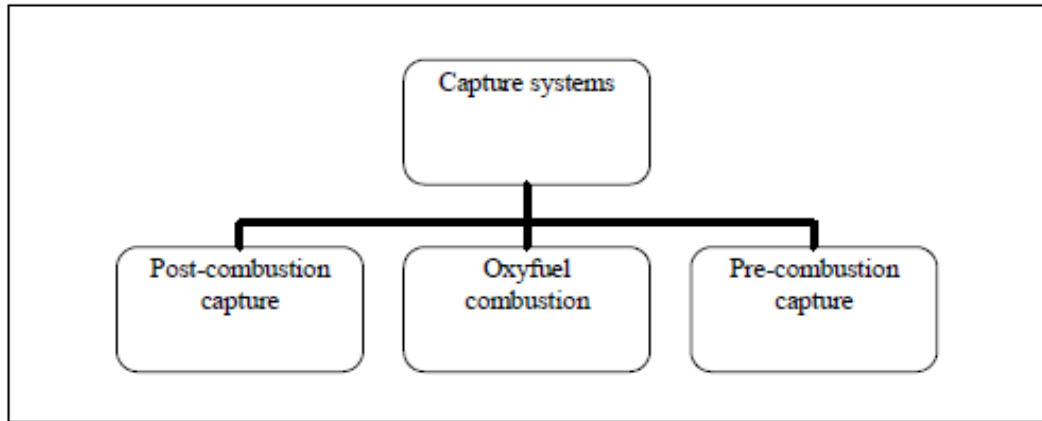 Capture systems
Post-combustion
capture
Oxyfuel
combustion
Pre-combustion
capture